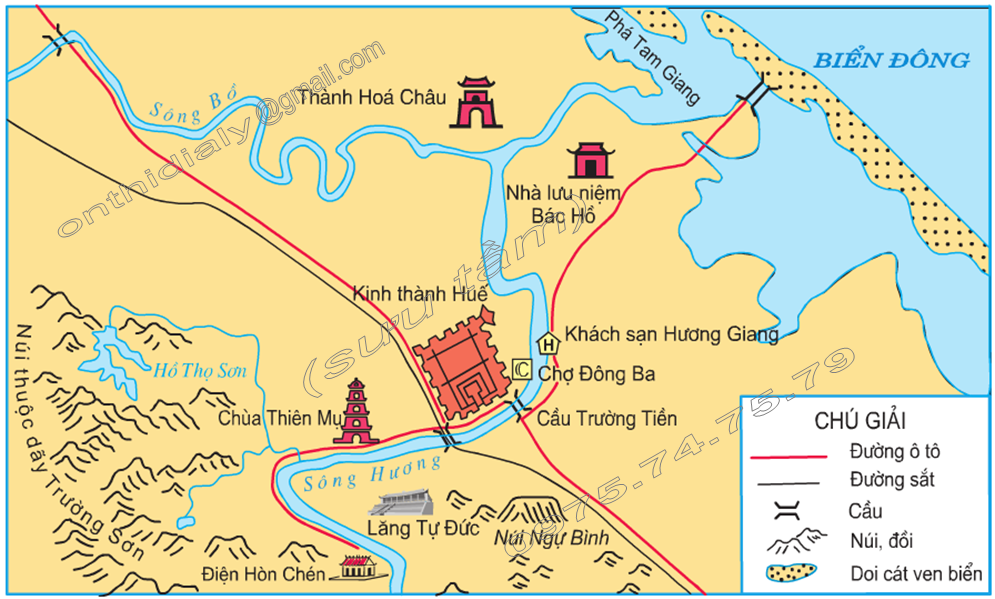 Phá Tam Giang
BIỂN ĐÔNG
Sông Bồ
Thành Hoá Châu
onthidialy@gmail.com
Nhà lưu niệm
Bác Hồ
(sưu tầm)
Kinh thành Huế
Núi thuộc dãy Trường Sơn
Hồ Thọ Sơn
Khách sạn Hương Giang
H
C
Chợ Đông Ba
Chùa Thiên Mụ
Cầu Trường Tiền
0975.74.75.79
Sông Hương
Lăng Tự Đức
Núi Ngự Bình
Điện Hòn Chén
CHÚ GIẢI
Đường ô tô
Đường sắt
Cầu
Núi, đồi
Doi cát ven biển